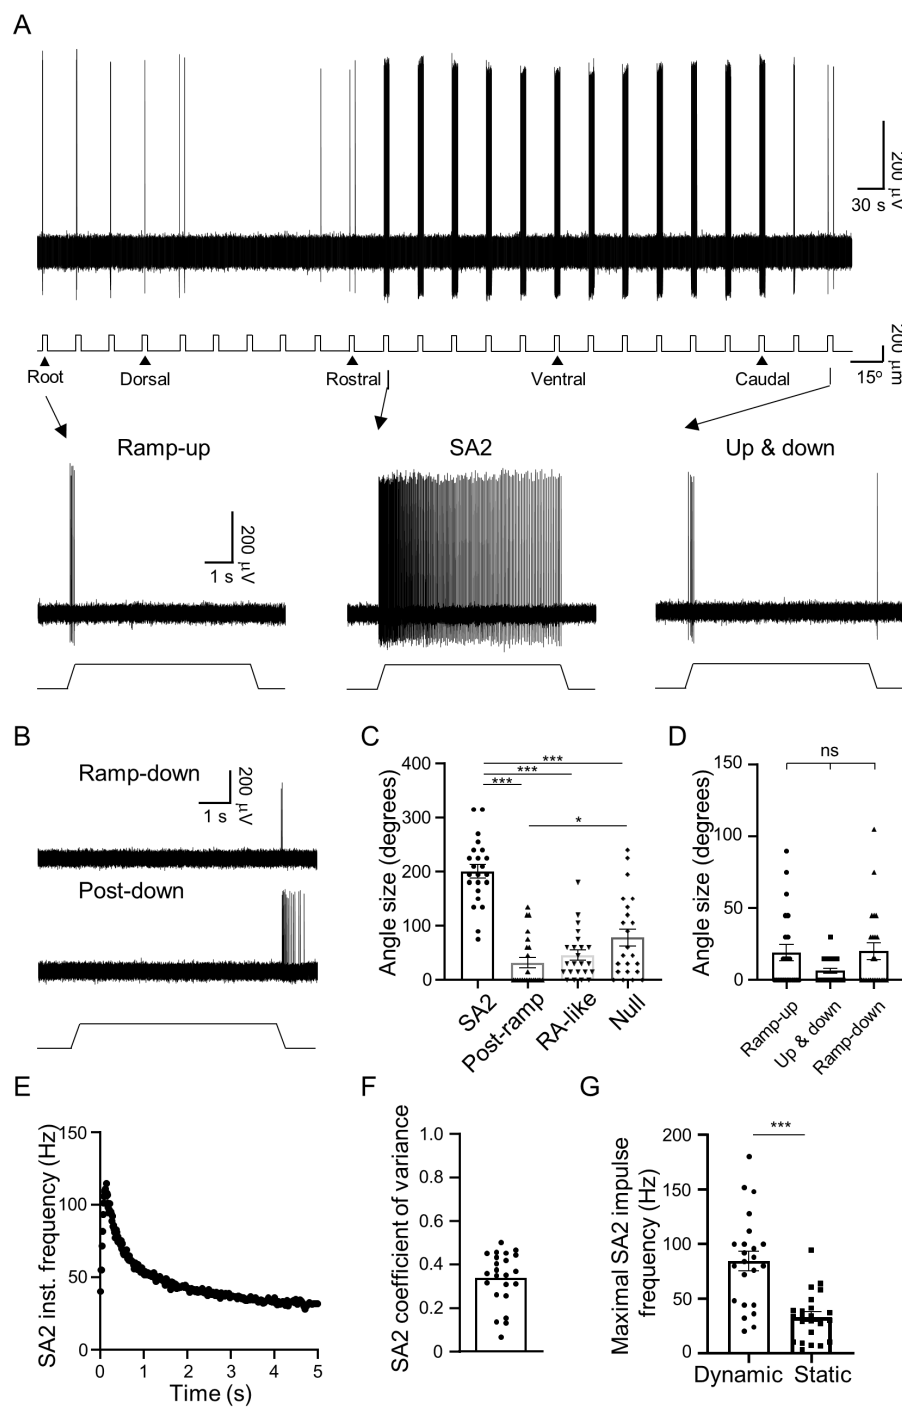 A
200 µV
30 s
200 µm
15º
Root
Dorsal
Rostral
Ventral
Caudal
Ramp-up
SA2
Up & down
200 µV
1 s
B
Ramp-down
200 µV
1 s
Post-down
C
Angle size (degrees)
400
300
200
100
0
***
***
***
*
SA2
Post-ramp
RA-like
Null
D
Angle size (degrees)
150
100
50
0
ns
Ramp-up
Up & down
Ramp-down
E
SA2 inst. frequency (Hz)
150
100
50
0
0 1 2 3 4 5
Time (s)
F
SA2 coefficient of variance
1.0
0.8
0.6
0.4
0.2
0
G
Maximal SA2 impulse
frequency (Hz)
200
150
100
50
0
***
Dynamic Static